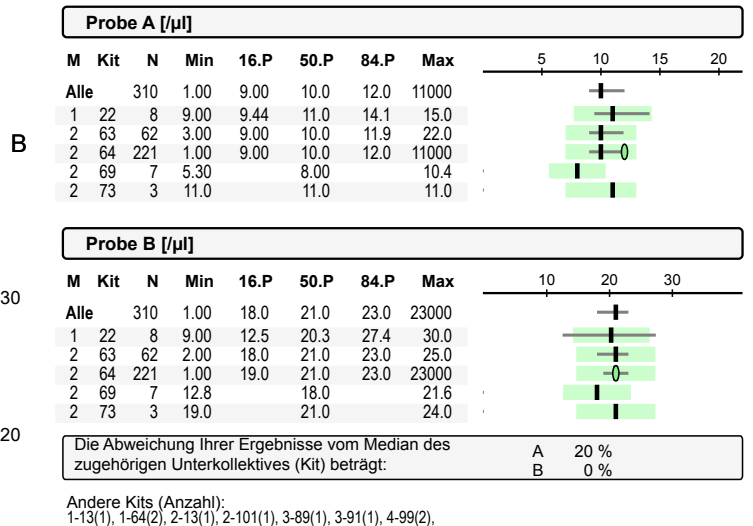 Probe A [/µl]
M Kit N Min 16.P 50.P 84.P Max 5 10 15 20
Alle 310 1.00 9.00 10.0 12.0 11000
1 22 8 9.00 9.44 11.0 14.1 15.0
B 2 63 62 3.00 9.00 10.0 11.9 22.0
2 64 221 1.00 9.00 10.0 12.0 11000
2 69 7 5.30 8.00 10.4
2 73 3 11.0 11.0 11.0
Probe B [/µl]
M Kit N Min 16.P 50.P 84.P Max 10 20 30
30
Alle 310 1.00 18.0 21.0 23.0 23000
1 22 8 9.00 12.5 20.3 27.4 30.0
2 63 62 2.00 18.0 21.0 23.0 25.0
2 64 221 1.00 19.0 21.0 23.0 23000
2 69 7 12.8 18.0 21.6
2 73 3 19.0 21.0 24.0
20
Die Abweichung Ihrer Ergebnisse vom Median des A 20 %
zugehörigen Unterkollektives (Kit) beträgt: B 0 %
Andere Kits (Anzahl):
1-13(1), 1-64(2), 2-13(1), 2-101(1), 3-89(1), 3-91(1), 4-99(2),